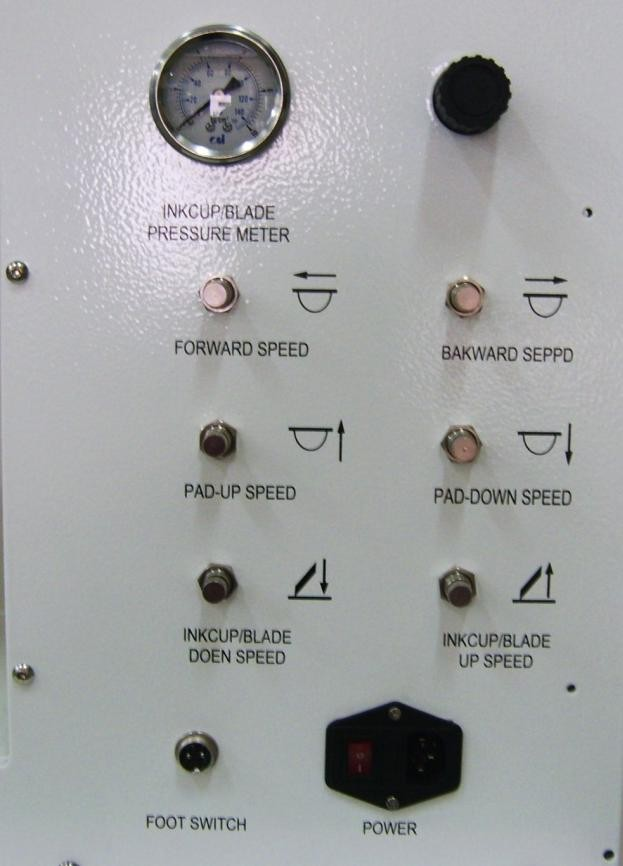 INKCUP/BLADE
PRESSURE METER
FORWARD SPEED
BAKWARD SEPPD
PAD-UP SPEED
PAD-DOWN SPEED
INKCUP/BLADE
DOEN SPEED
INKCUP/BLADE
UP SPEED
FOOT SWITCH
POWER